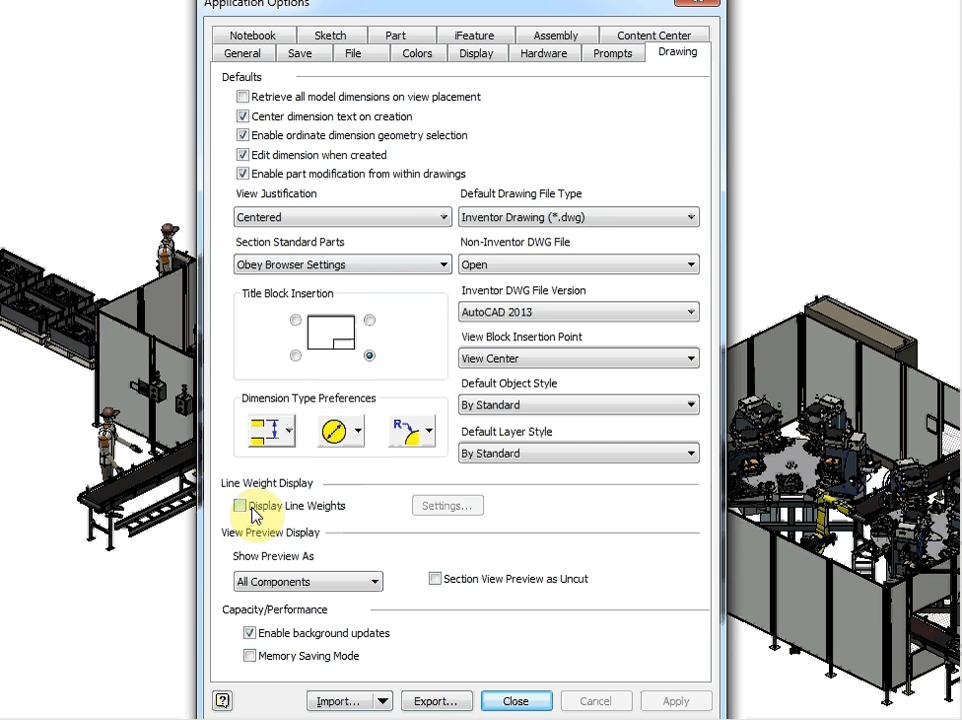 Application Options
Notebook Sketch Part iFeature Assembly Content Center
General Save File Colors Display Hardware Prompts Drawing
Defaults
Retrieve all model dimensions on view placement
Center dimension text on creation
Enable ordinate dimension geometry selection
Edit dimension when created
Enable part modification from within drawings
View Justification
Centered
Default Drawing File Type
Inventor Drawing (*.dwg)
Section Standard Parts
Obey Browser Settings
Non-Inventor DWG File
Open
Title Block Insertion
Inventor DWG File Version
AutoCAD 2013
View Block Insertion Point
View Center
Default Object Style
By Standard
Dimension Type Preferences
R
Default Layer Style
By Standard
Line Weight Display
Display Line Weights
Settings...
View Preview Display
Show Preview As
All Components
Section View Preview as Uncut
Capacity/Performance
Enable background updates
Memory Saving Mode
? Import... Export... Close Cancel Apply